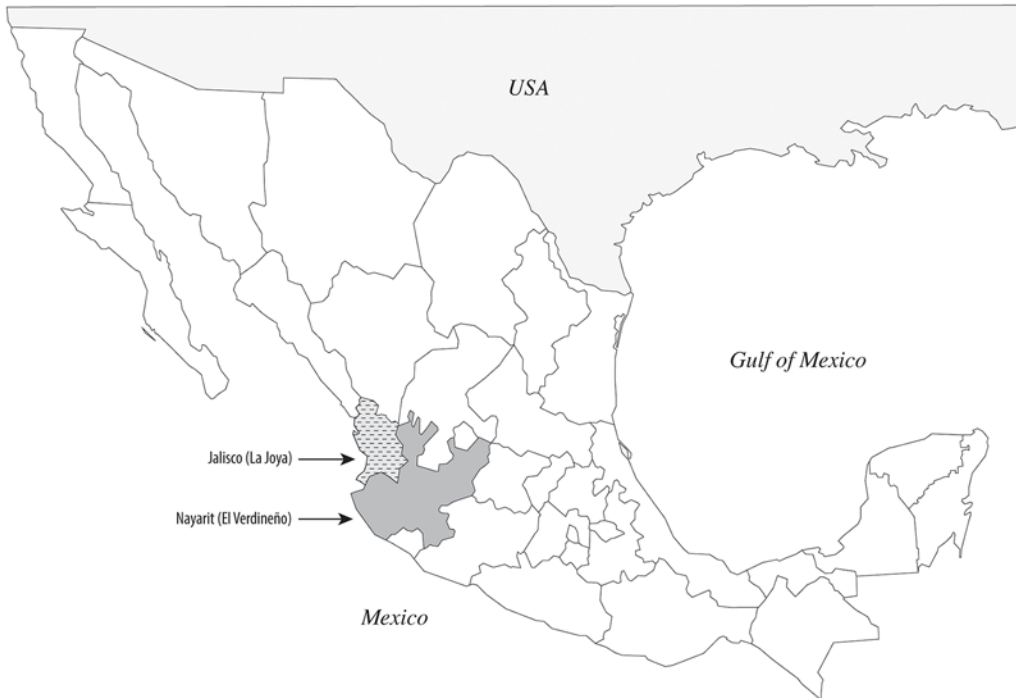 USA
Gulf of Mexico
Jalisco (La Joya)
Nayarit (El Verdineño)
Mexico